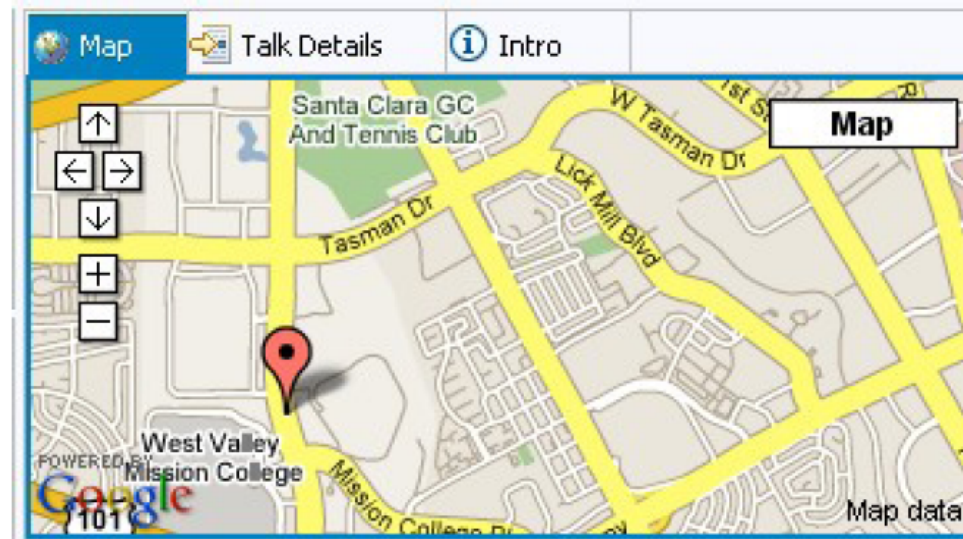 Map
Talk Details
Intro
Santa Clara GC
And Tennis Club
W Tasman Dr
1st
Map
Lick Mill Blvd
Tasman Dr
West Valley
Mission College
POWERED BY
Google
101
Mission College
Map data